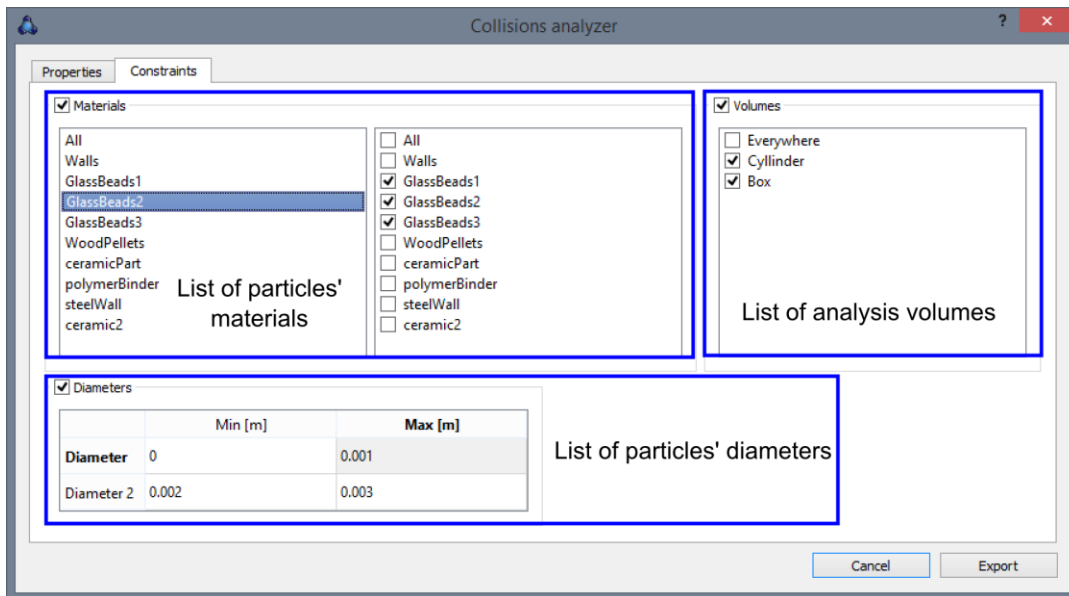 Collisions analyzer
?
Properties
Constraints
Materials
All
Walls
GlassBeads1
GlassBeads2
GlassBeads3
WoodPellets
ceramicPart
polymerBinder
steelWall
ceramic2
List of particles'
materials
All
Walls
GlassBeads1
GlassBeads2
GlassBeads3
WoodPellets
ceramicPart
polymerBinder
steelWall
ceramic2
Volumes
Everywhere
Cyllinder
Box
List of analysis volumes
Diameters
Min [m] Max [m]
Diameter 0 0.001
Diameter 2 0.002 0.003
List of particles' diameters
Cancel
Export